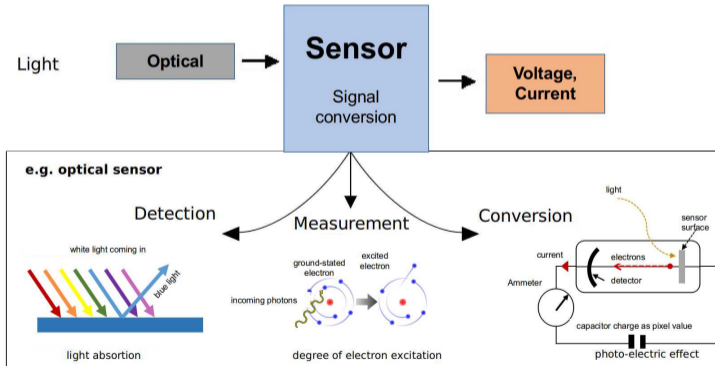 Light
Optical
Sensor
Signal
conversion
Voltage,
Current
e.g. optical sensor
Detection
Measurement
Conversion
white light coming in
blue light
light absortion
ground-stated
electron
excited
electron
incoming photons
degree of electron excitation
light
sensor
surface
current
electrons
Ammeter
detector
capacitor charge as pixel value
photo-electric effect